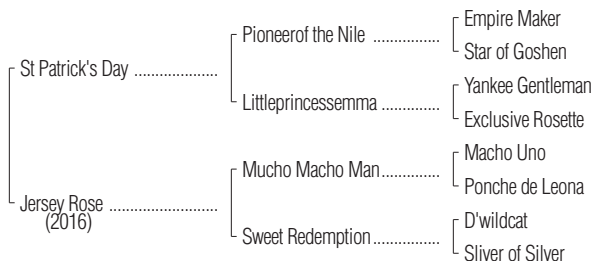 Empire Maker
Pioneerof the Nile ................
Star of Goshen
St Patrick's Day .....................
Yankee Gentleman
Littleprincessemma ..............
Exclusive Rosette
Macho Uno
Mucho Macho Man..............
Ponche de Leona
Jersey Rose ...........................
(2016)
D'wildcat
Sweet Redemption................
Sliver of Silver